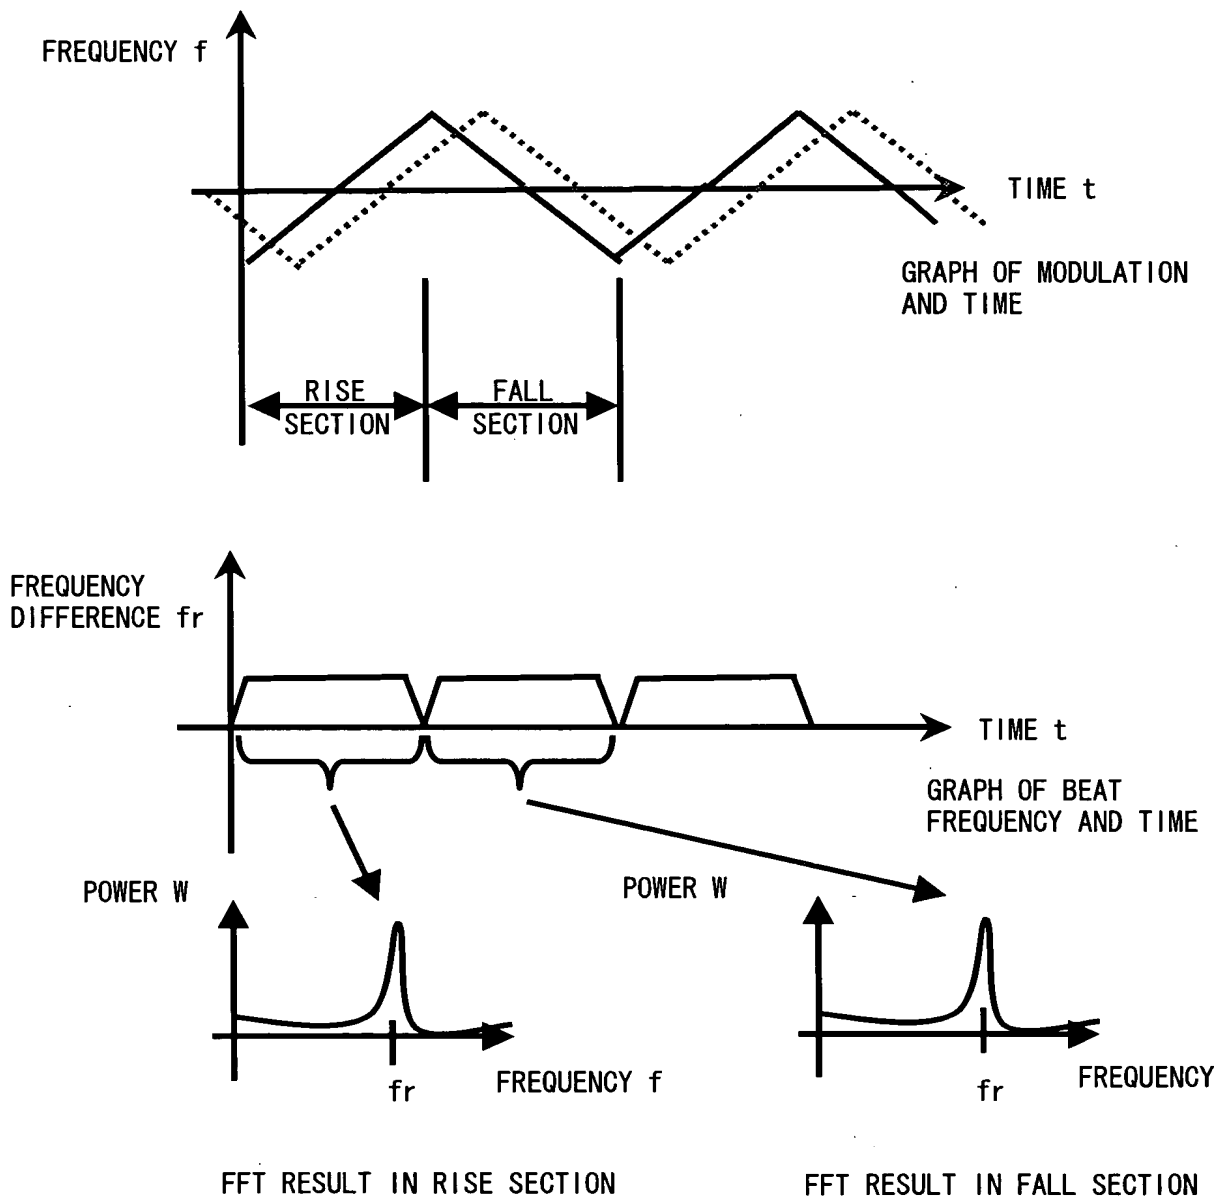 FREQUENCY f
TIME t
GRAPH OF MODULATION
AND TIME
RISE
SECTION
FALL
SECTION
FREQUENCY
DIFFERENCE fr
TIME t
GRAPH OF BEAT
FREQUENCY AND TIME
POWER W
POWER W
fr
FREQUENCY f
fr
FREQUENCY
FFT RESULT IN RISE SECTION
FFT RESULT IN FALL SECTION